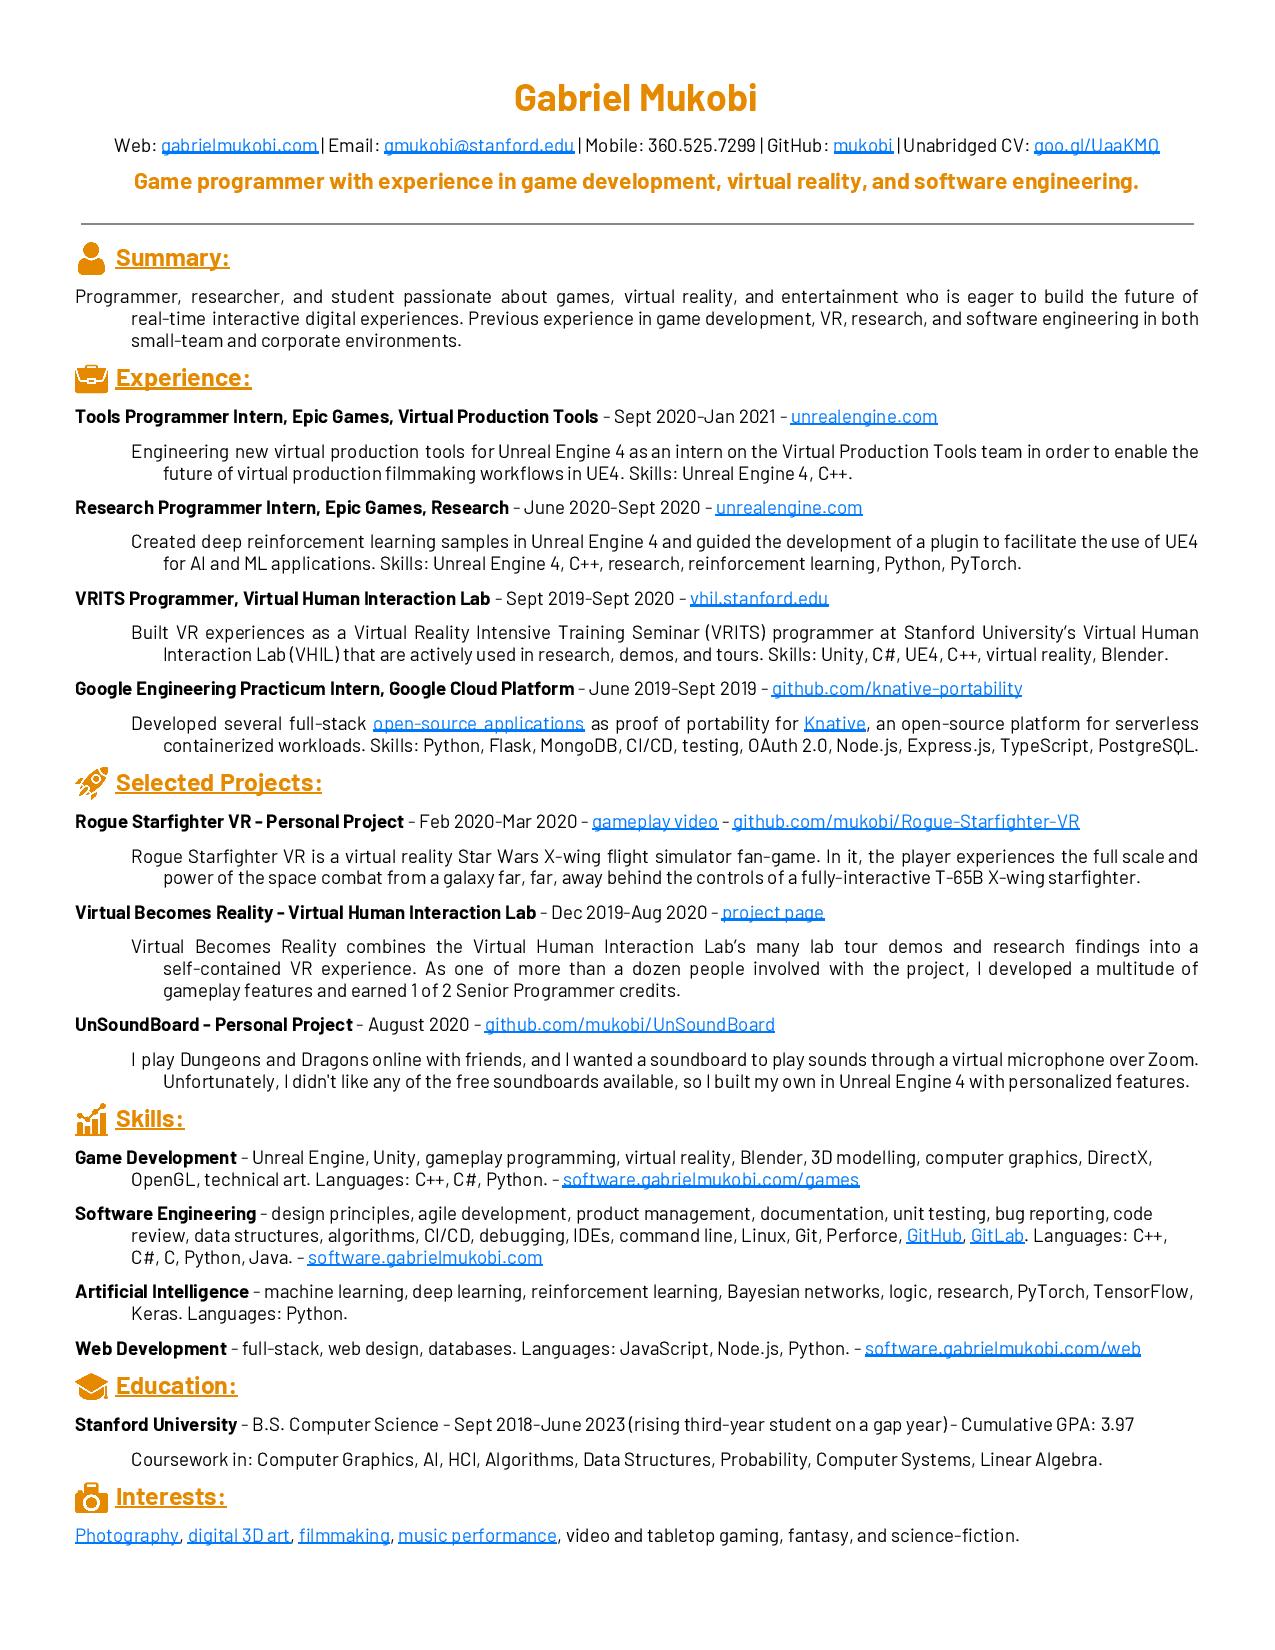 Gabriel Mukobi
Web: gabrielmukobi.com | Email: gmukobi@stanford.edu | Mobile: 360.525.7299 | GitHub: mukobi | Unabridged CV: goo.gl/UaaKMQ
Game programmer with experience in game development, virtual reality, and software engineering.
Summary:
Programmer, researcher, and student passionate about games, virtual reality, and entertainment who is eager to build the future of
real-time interactive digital experiences. Previous experience in game development, VR, research, and software engineering in both
small-team and corporate environments.
Experience:
Tools Programmer Intern, Epic Games, Virtual Production Tools - Sept 2020-Jan 2021 - unrealengine.com
Engineering new virtual production tools for Unreal Engine 4 as an intern on the Virtual Production Tools team in order to enable the
future of virtual production filmmaking workflows in UE4. Skills: Unreal Engine 4, C++.
Research Programmer Intern, Epic Games, Research - June 2020-Sept 2020 - unrealengine.com
Created deep reinforcement learning samples in Unreal Engine 4 and guided the development of a plugin to facilitate the use of UE4
for AI and ML applications. Skills: Unreal Engine 4, C++, research, reinforcement learning, Python, PyTorch.
VRITS Programmer, Virtual Human Interaction Lab - Sept 2019-Sept 2020 - vhil.stanford.edu
Built VR experiences as a Virtual Reality Intensive Training Seminar (VRITS) programmer at Stanford University’s Virtual Human
Interaction Lab (VHIL) that are actively used in research, demos, and tours. Skills: Unity, C#, UE4, C++, virtual reality, Blender.
Google Engineering Practicum Intern, Google Cloud Platform - June 2019-Sept 2019 - github.com/knative-portability
Developed several full-stack open-source applications as proof of portability for Knative, an open-source platform for serverless
containerized workloads. Skills: Python, Flask, MongoDB, CI/CD, testing, OAuth 2.0, Node.js, Express.js, TypeScript, PostgreSQL.
Selected Projects:
Rogue Starfighter VR - Personal Project - Feb 2020-Mar 2020 - gameplay video - github.com/mukobi/Rogue-Starfighter-VR
Rogue Starfighter VR is a virtual reality Star Wars X-wing flight simulator fan-game. In it, the player experiences the full scale and
power of the space combat from a galaxy far, far, away behind the controls of a fully-interactive T-65B X-wing starfighter.
Virtual Becomes Reality - Virtual Human Interaction Lab - Dec 2019-Aug 2020 - project page
Virtual Becomes Reality combines the Virtual Human Interaction Lab’s many lab tour demos and research findings into a
self-contained VR experience. As one of more than a dozen people involved with the project, I developed a multitude of
gameplay features and earned 1 of 2 Senior Programmer credits.
UnSoundBoard - Personal Project - August 2020 - github.com/mukobi/UnSoundBoard
I play Dungeons and Dragons online with friends, and I wanted a soundboard to play sounds through a virtual microphone over Zoom.
Unfortunately, I didn't like any of the free soundboards available, so I built my own in Unreal Engine 4 with personalized features.
Skills:
Game Development - Unreal Engine, Unity, gameplay programming, virtual reality, Blender, 3D modelling, computer graphics, DirectX,
OpenGL, technical art. Languages: C++, C#, Python. - software.gabrielmukobi.com/games
Software Engineering - design principles, agile development, product management, documentation, unit testing, bug reporting, code
review, data structures, algorithms, CI/CD, debugging, IDEs, command line, Linux, Git, Perforce, GitHub, GitLab. Languages: C++,
C#, C, Python, Java. - software.gabrielmukobi.com
Artificial Intelligence - machine learning, deep learning, reinforcement learning, Bayesian networks, logic, research, PyTorch, TensorFlow,
Keras. Languages: Python.
Web Development - full-stack, web design, databases. Languages: JavaScript, Node.js, Python. - software.gabrielmukobi.com/web
Education:
Stanford University - B.S. Computer Science - Sept 2018-June 2023 (rising third-year student on a gap year) - Cumulative GPA: 3.97
Coursework in: Computer Graphics, AI, HCI, Algorithms, Data Structures, Probability, Computer Systems, Linear Algebra.
Interests:
Photography, digital 3D art, filmmaking, music performance, video and tabletop gaming, fantasy, and science-fiction.